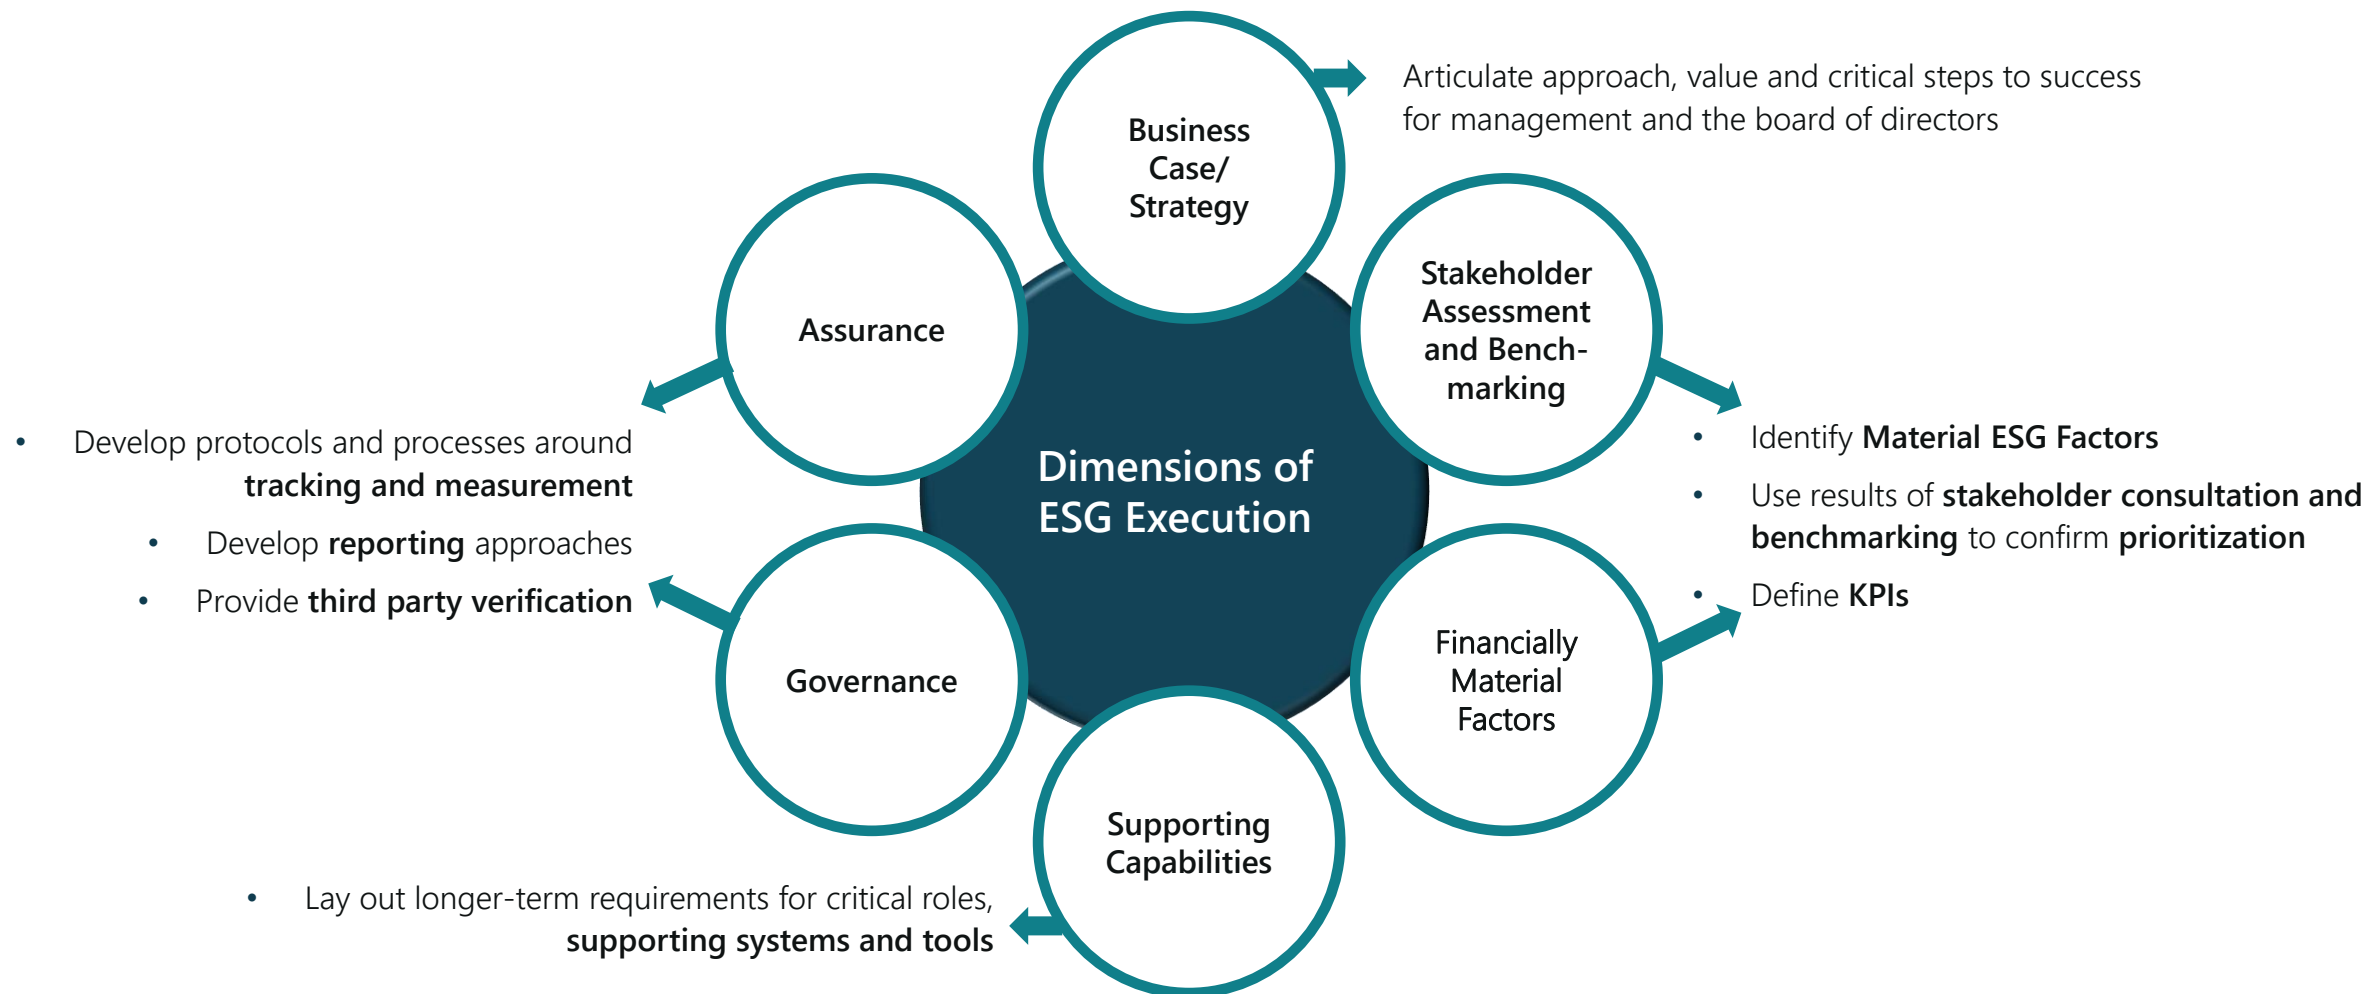 Business
Case/
Strategy
Articulate approach, value and critical steps to success
for management and the board of directors
Stakeholder
Assessment
and Bench-
marking
• Identify Material ESG Factors
• Use results of stakeholder consultation and
benchmarking to confirm prioritization
• Define KPIs
Financially
Material
Factors
Supporting
Capabilities
• Lay out longer-term requirements for critical roles,
supporting systems and tools
Governance
Assurance
• Develop protocols and processes around
tracking and measurement
• Develop reporting approaches
• Provide third party verification
Dimensions of
ESG Execution